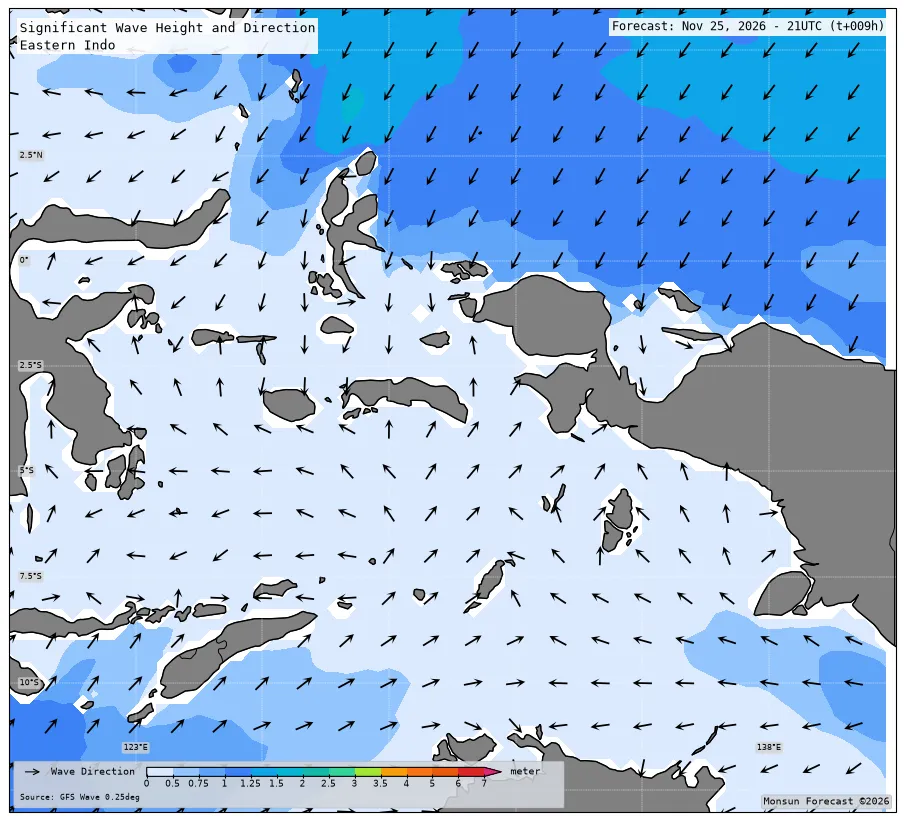 Significant Wave Height and Direction
Eastern Indo
Forecast: Nov 25, 2026 - 21UTC (t+009h)
2.5°N
0°
2.5°S
5°S
7.5°S
10°S
123°E
138°E
Wave Direction
meter
0 0.5 0.75 1 1.25 1.5 2 2.5 3 3.5 4 5 6 7
Source: GFS Wave 0.25deg
Monsun Forecast ©2026